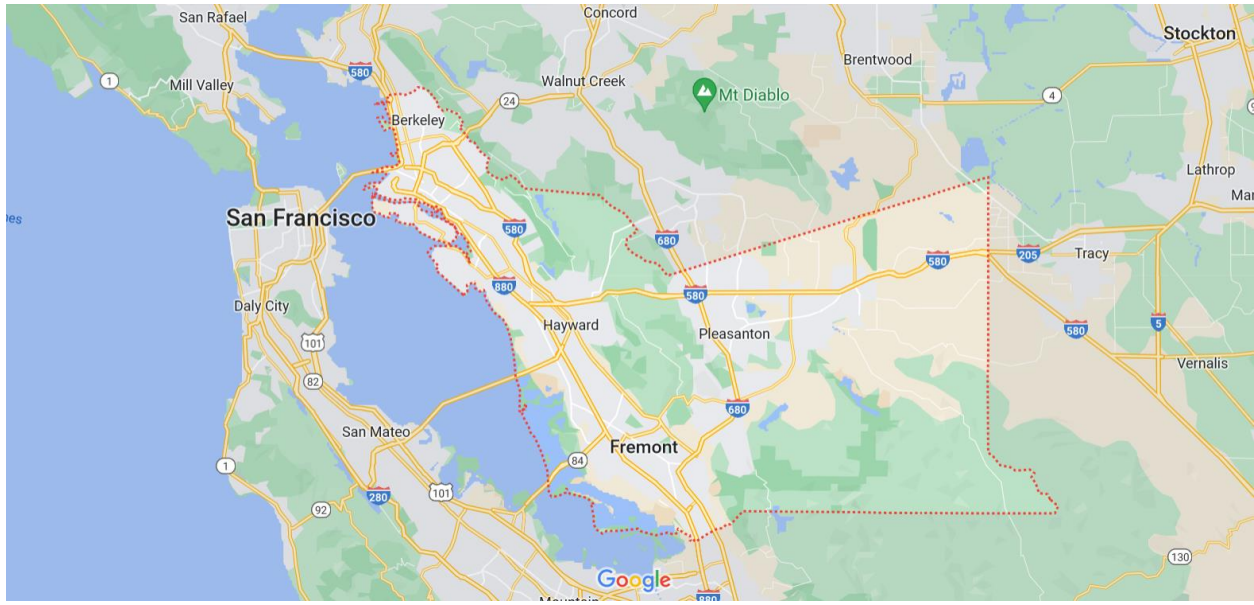 Concord
San Rafael
Stockton
580
Brentwood
1
Mill Valley
Walnut Creek
24
Mt Diablo
4
Berkeley
Lathrop
San Francisco
580
680
580
205
Tracy
880
580
Daly City
Hayward
Pleasanton
580
5
101
Vernalis
82
680
San Mateo
Fremont
1
84
280
101
92
130
Google
880